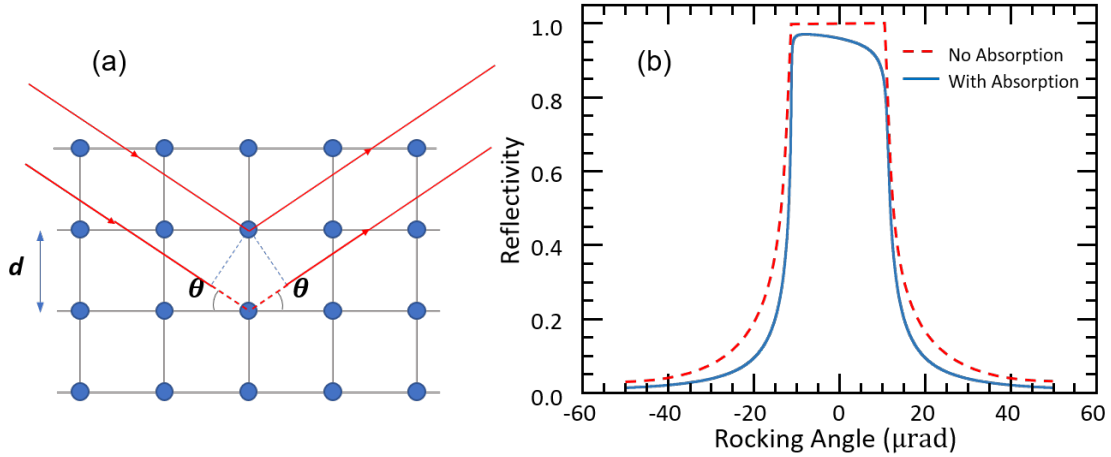 (a)
d
θ
θ
(b)
No Absorption
With Absorption
Reflectivity
1.0
0.8
0.6
0.4
0.2
0.0
-60
-40
-20
0
20
40
60
Rocking Angle (μrad)